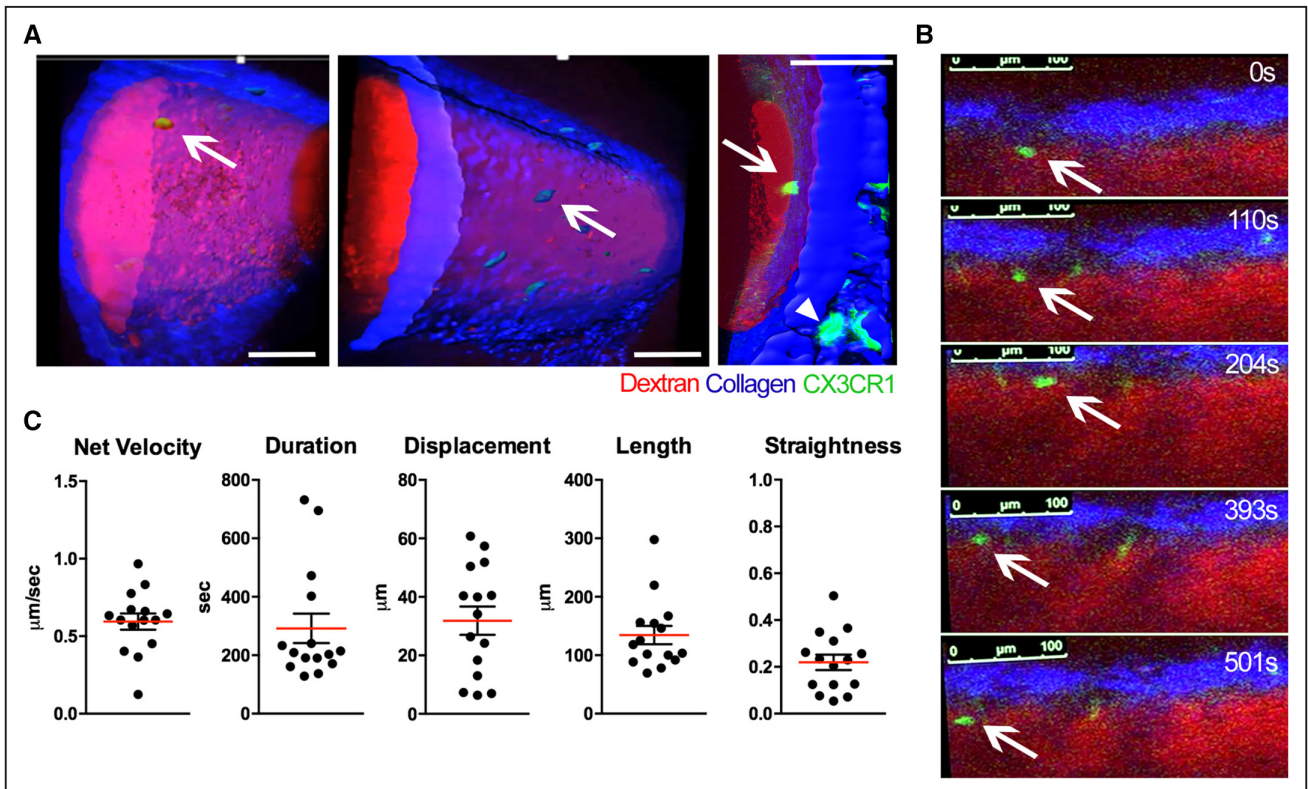 A
B
0 μm 100
0s
0 μm 100
110s
0 μm 100
204s
0 μm 100
393s
0 μm 100
501s
Dextran Collagen CX3CR1
C
Net Velocity
Duration
Displacement
Length
Straightness
μm/sec
1.5
1.0
0.5
0.0
sec
800
600
400
200
0
μm
80
60
40
20
0
μm
400
300
200
100
0
1.0
0.8
0.6
0.4
0.2
0.0